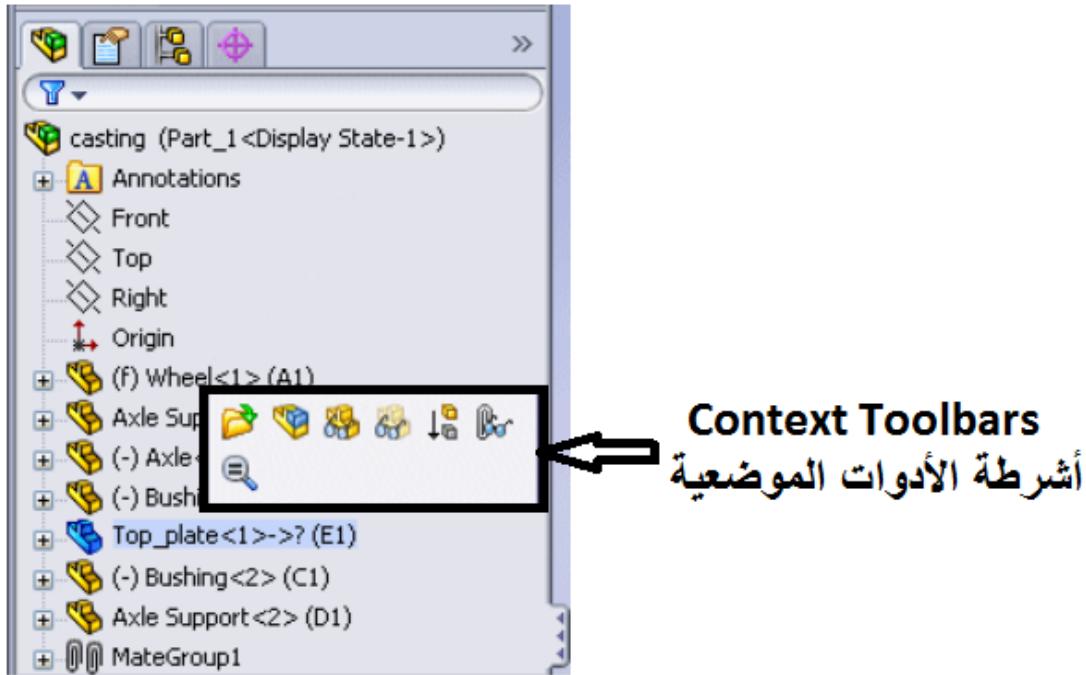 casting (Part_1<Display State-1>)
A Annotations
Front
Top
Right
Origin
(f) Wheel<1> (A1)
Axle Sup
(-) Axle
(-) Bushi
Top_plate<1>->? (E1)
(-) Bushing<2> (C1)
Axle Support<2> (D1)
MateGroup1
Context Toolbars
أشرطة الأدوات الموضعية